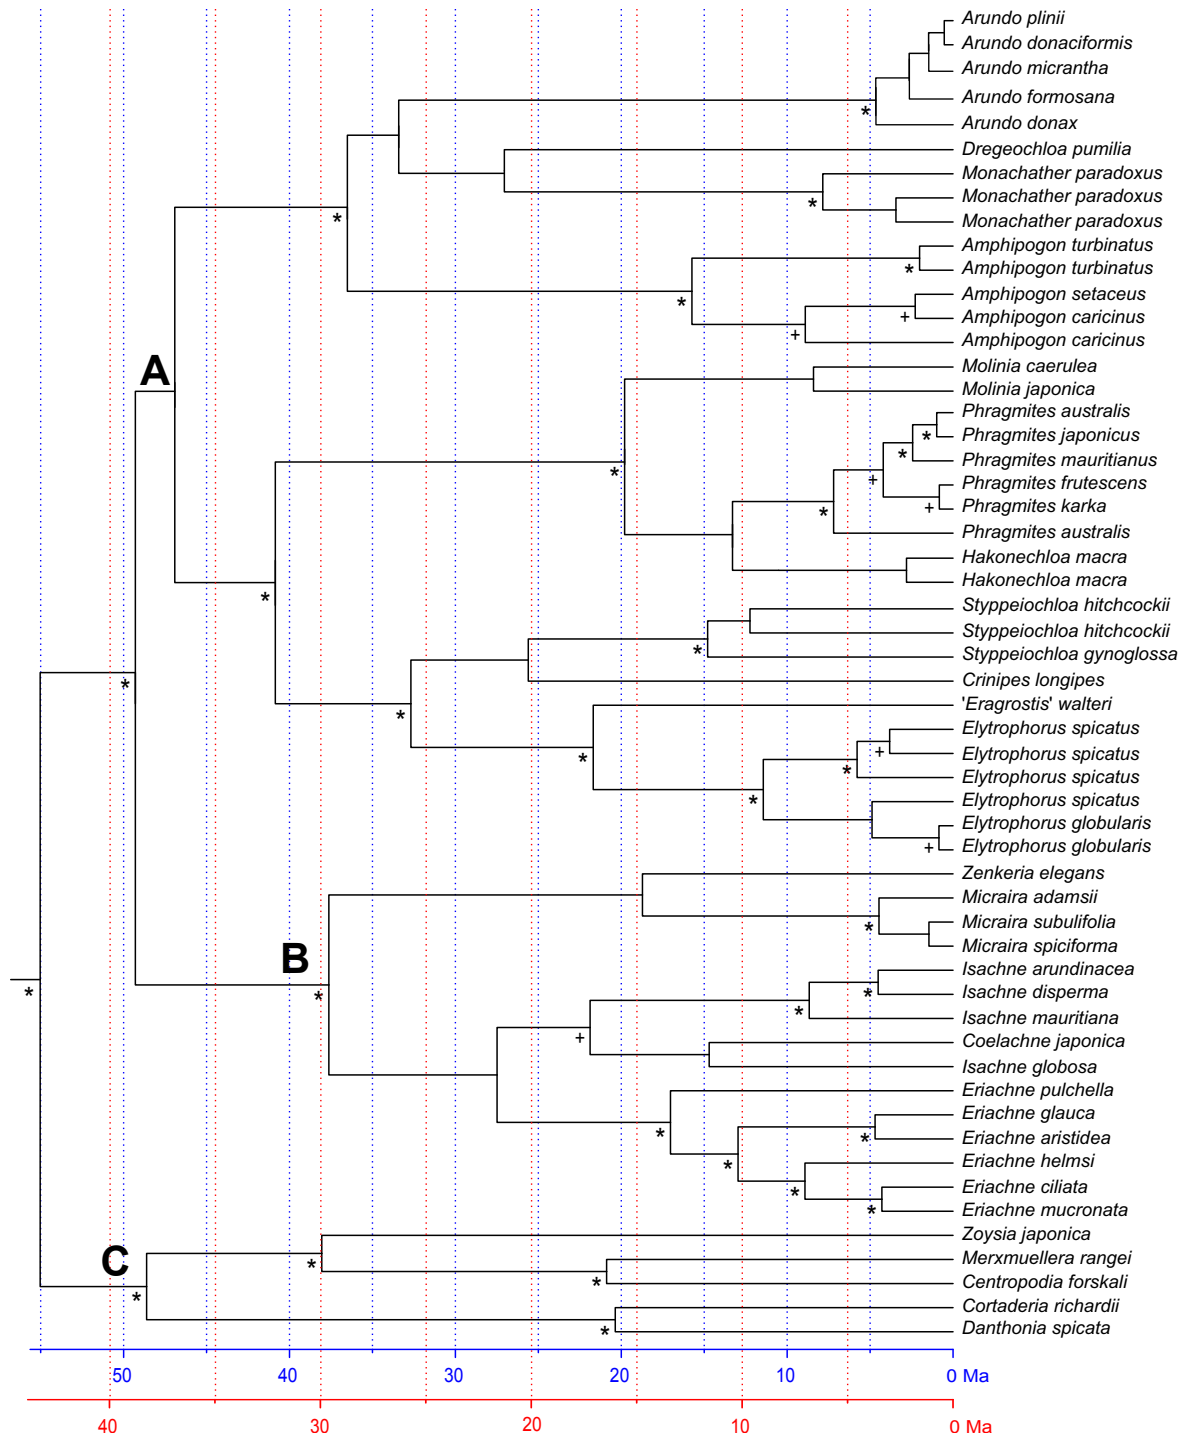 Arundo plinii
Arundo donaciformis
Arundo micrantha
Arundo formosana
*
Arundo donax
Dregeochloa pumilia
Monachather paradoxus
Monachather paradoxus
*
*
Monachather paradoxus
Amphipogon turbinatus
*
Amphipogon turbinatus
*
Amphipogon setaceus
+
Amphipogon caricinus
+
Amphipogon caricinus
A
Molinia caerulea
Molinia japonica
Phragmites australis
*
Phragmites japonicus
*
Phragmites mauritianus
*
+
Phragmites frutescens
+
Phragmites karka
*
Phragmites australis
Hakonechloa macra
Hakonechloa macra
*
Styppeiochloa hitchcockii
Styppeiochloa hitchcockii
*
Styppeiochloa gynoglossa
*
Crinipes longipes
'Eragrostis' walteri
*
Elytrophorus spicatus
+
Elytrophorus spicatus
*
*
Elytrophorus spicatus
*
Elytrophorus spicatus
Elytrophorus globularis
+
Elytrophorus globularis
Zenkeria elegans
Micraira adamsii
*
Micraira subulifolia
Micraira spiciforma
B
Isachne arundinacea
*
*
*
Isachne disperma
*
Isachne mauritiana
+
Coelachne japonica
Isachne globosa
Eriachne pulchella
Eriachne glauca
*
*
Eriachne aristidea
*
Eriachne helmsi
*
Eriachne ciliata
*
Eriachne mucronata
Zoysia japonica
C
*
Merxmuellera rangei
*
Centropodia forskali
*
Cortaderia richardii
*
Danthonia spicata
50 40 30 20 10 0 Ma
40 30 20 10 0 Ma